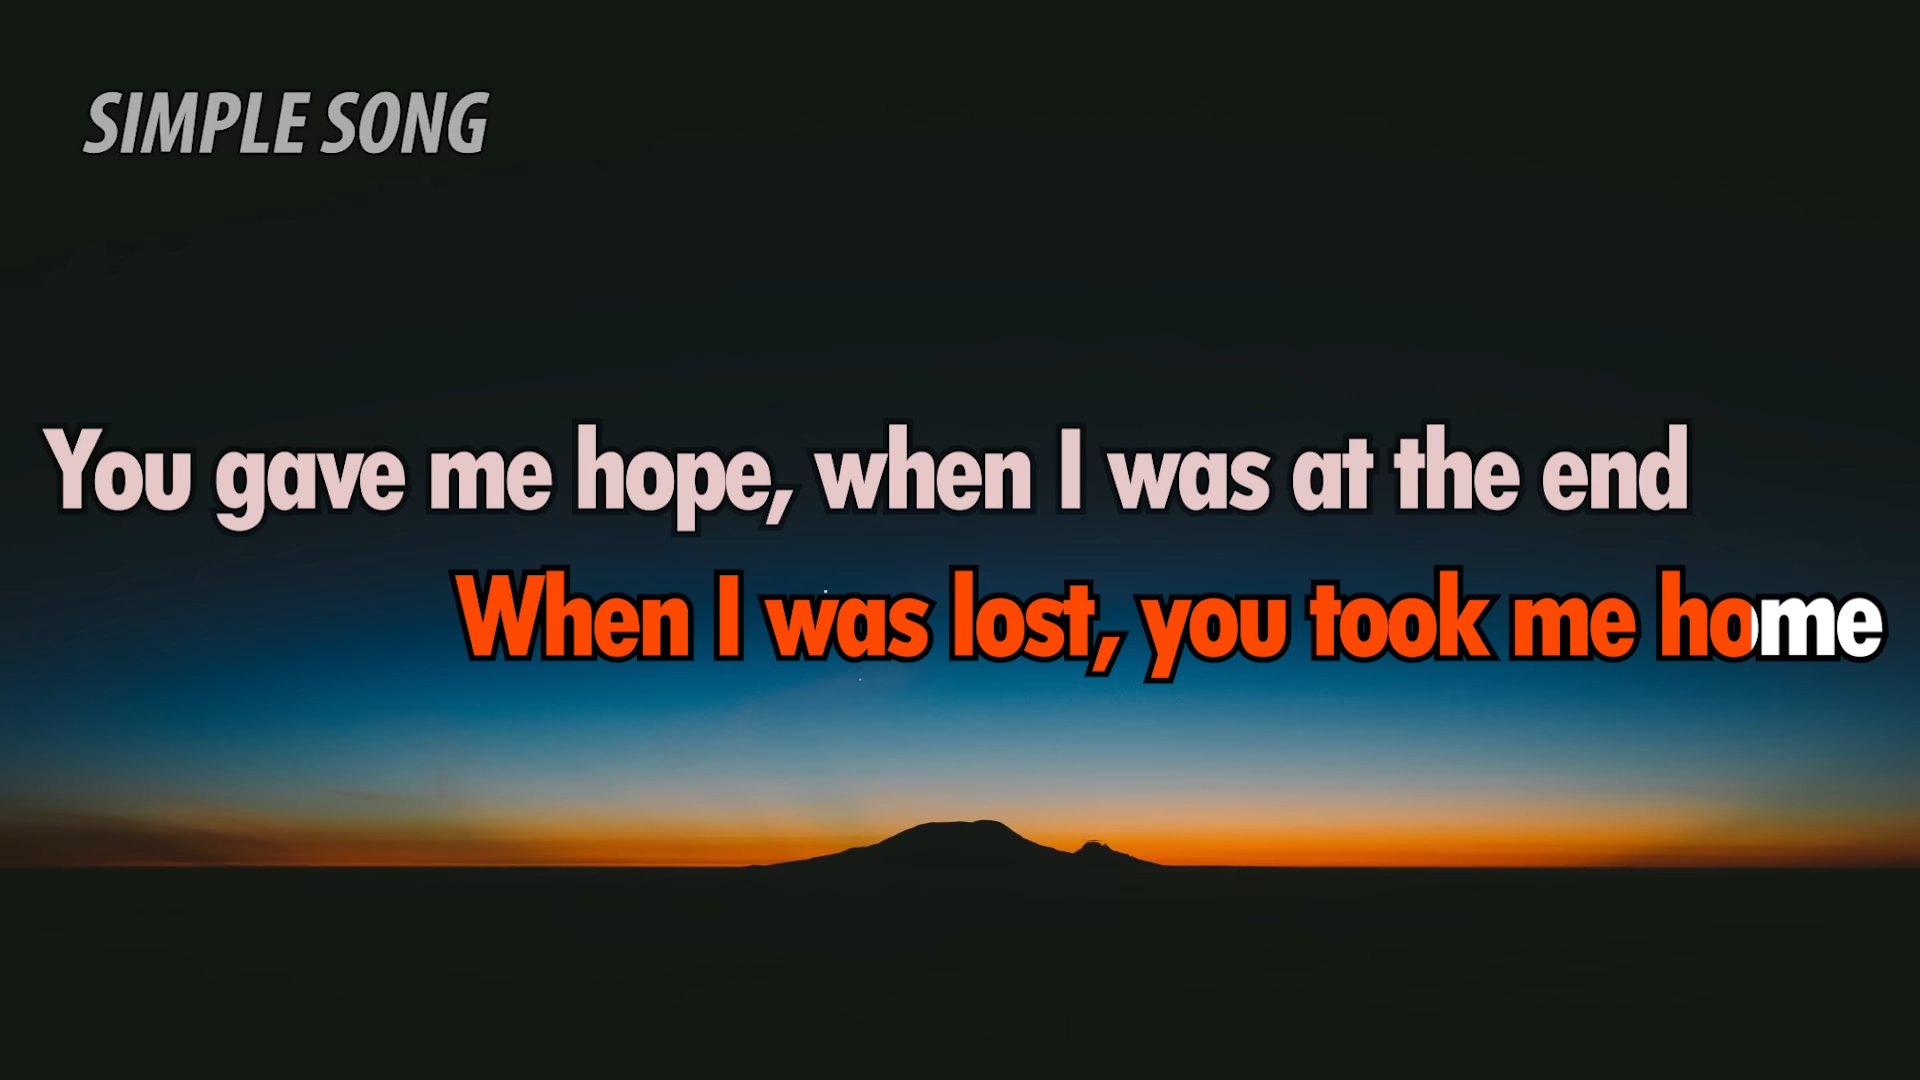 SIMPLE SONG
You gave me hope, when I was at the end
When I was lost, you took me home